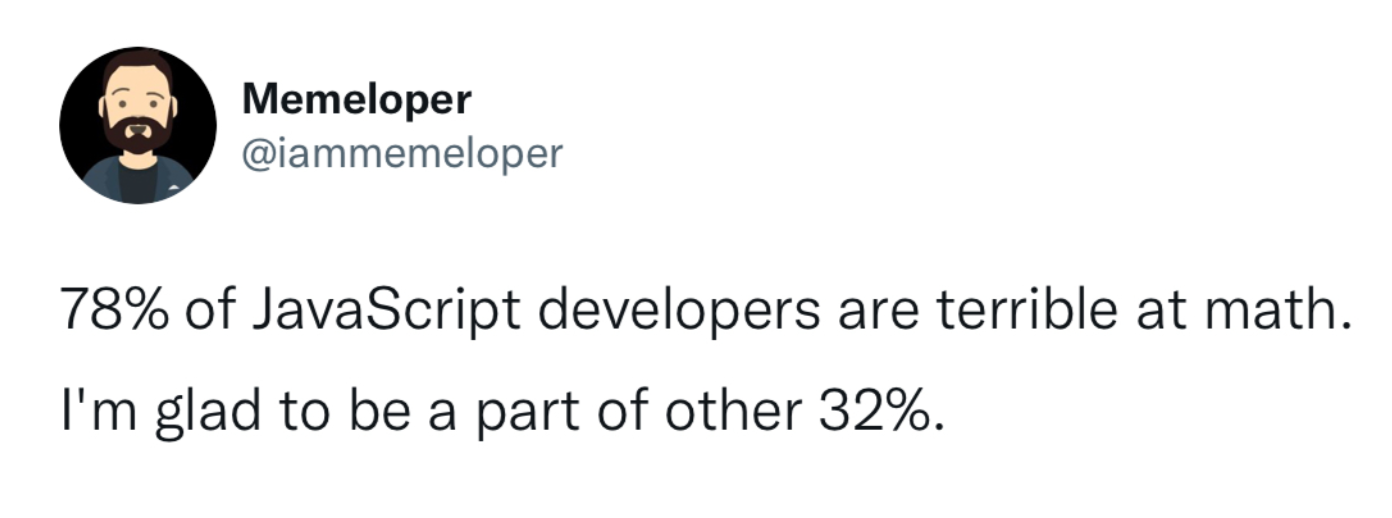 Memeloper
@iammemeloper
78% of JavaScript developers are terrible at math.
I'm glad to be a part of other 32%.